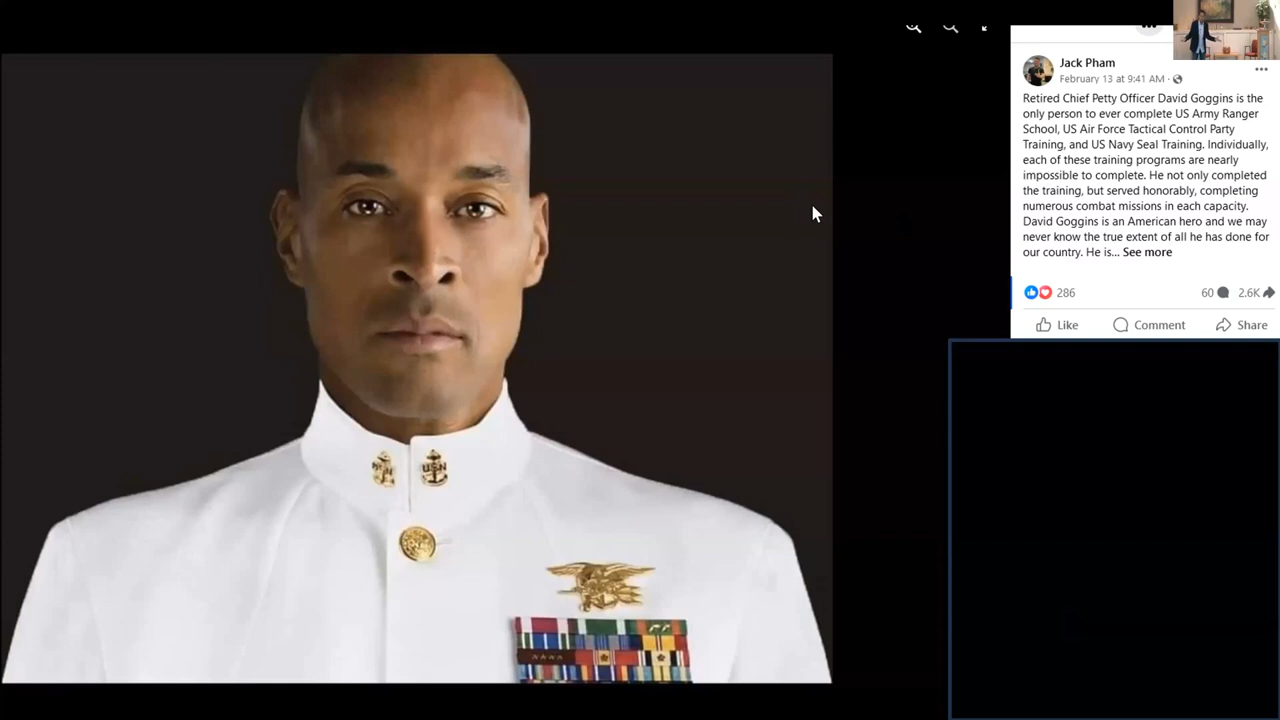 Jack Pham
February 13 at 9:41 AM ·
Retired Chief Petty Officer David Goggins is the
only person to ever complete US Army Ranger
School, US Air Force Tactical Control Party
Training, and US Navy Seal Training. Individually,
each of these training programs are nearly
impossible to complete. He not only completed
the training, but served honorably, completing
numerous combat missions in each capacity.
David Goggins is an American hero and we may
never know the true extent of all he has done for
our country. He is... See more
286 60 2.6K
Like Comment Share
USN